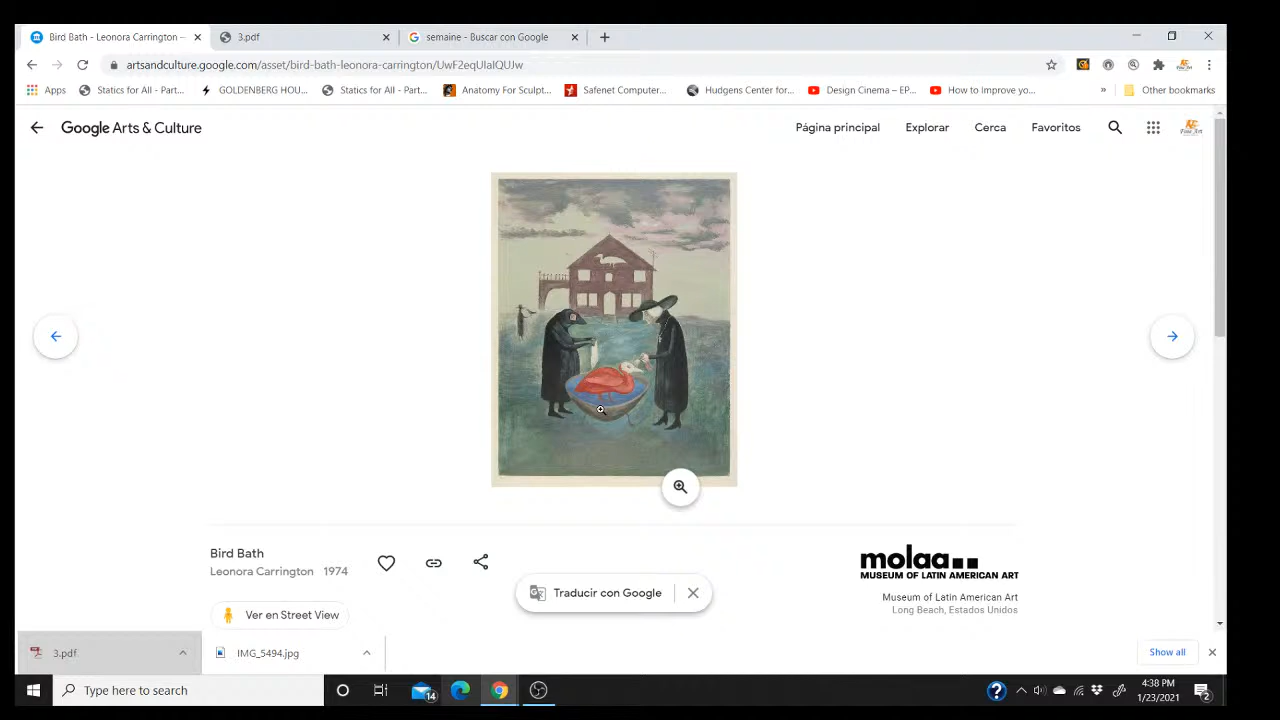 Bird Bath - Leonora Carrington –
3.pdf
semaine - Buscar con Google
artsandculture.google.com/asset/bird-bath-leonora-carrington/UwF2eqUIaIQUJw
Apps
Statics for All - Part...
GOLDENBERG HOU...
Statics for All - Part...
Anatomy For Sculpt...
Safenet Computer...
Hudgens Center for...
Design Cinema – EP...
How to Improve yo...
»
Other bookmarks
Google Arts & Culture
Página principal
Explorar
Cerca
Favoritos
Bird Bath
Leonora Carrington 1974
molaa
MUSEUM OF LATIN AMERICAN ART
Traducir con Google
Museum of Latin American Art
Long Beach, Estados Unidos
Ver en Street View
3.pdf
IMG_5494.jpg
Show all
Type here to search
14
4:38 PM
1/23/2021
2